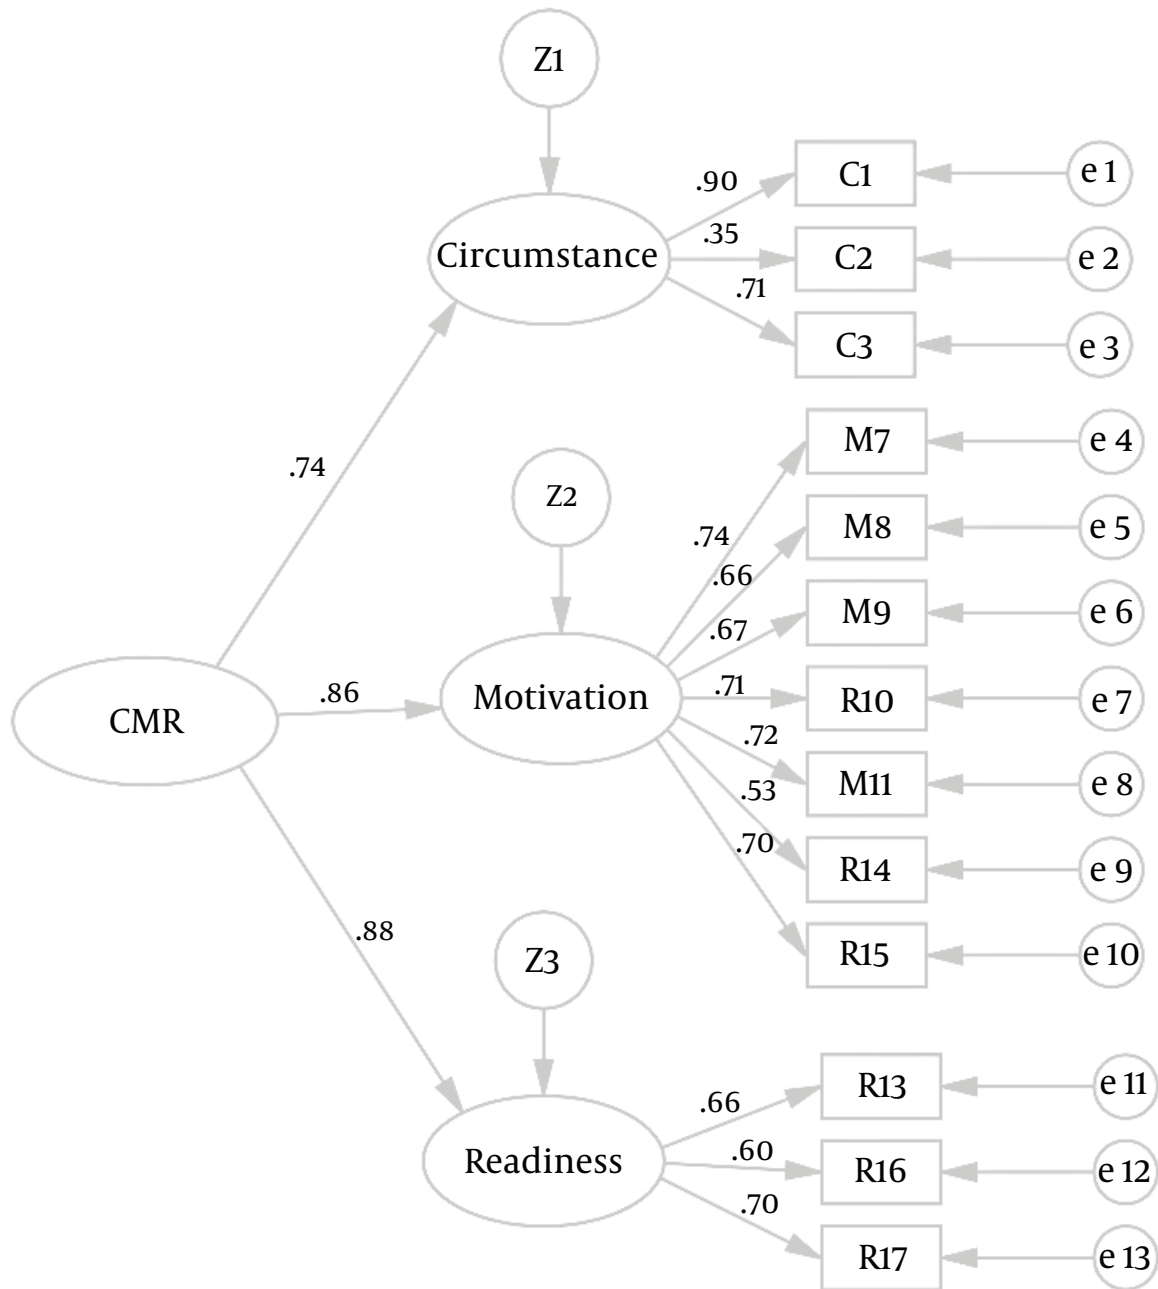 Z1
Circumstance
.90
C1
e 1
.35
C2
e 2
.71
C3
e 3
.74
Z2
Motivation
.74
M7
e 4
.66
M8
e 5
.67
M9
e 6
.71
R10
e 7
.72
M11
e 8
.53
R14
e 9
.70
R15
e 10
CMR
.86
.88
Z3
Readiness
.66
R13
e 11
.60
R16
e 12
.70
R17
e 13